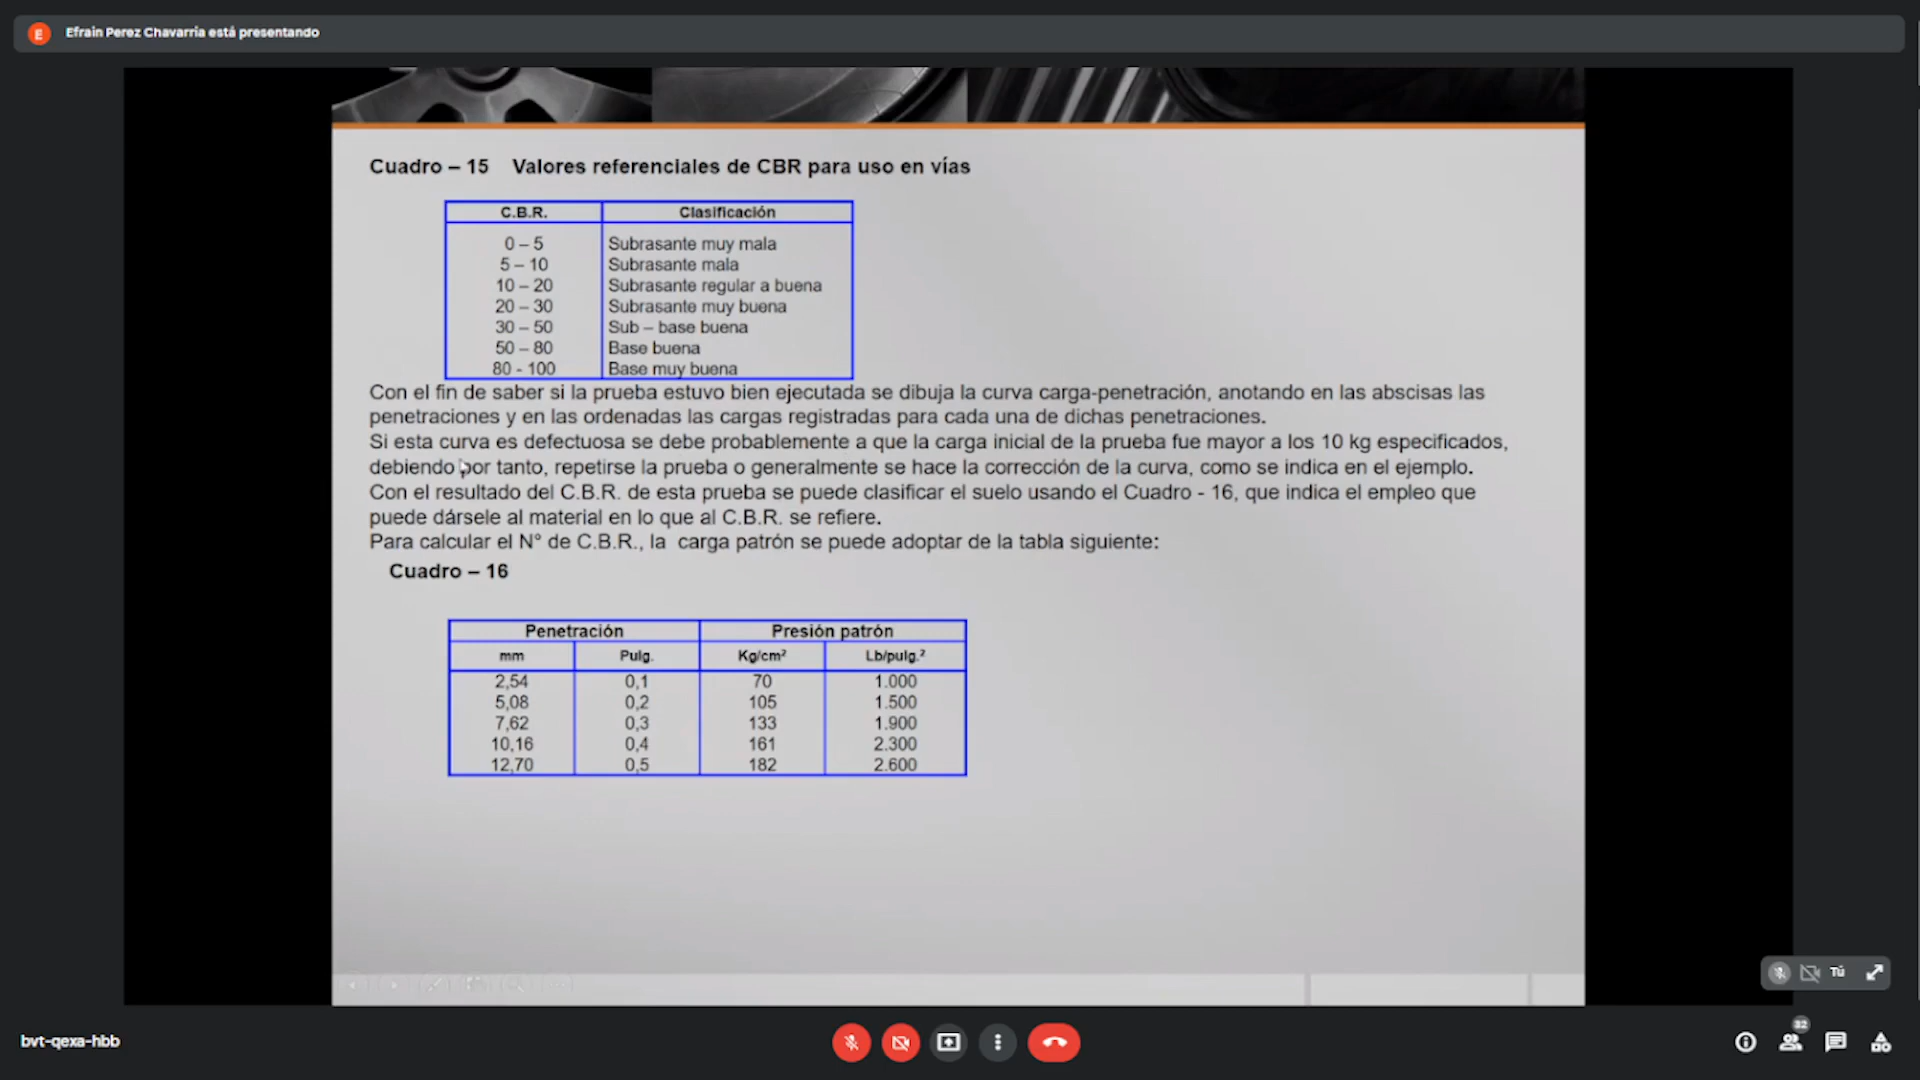 E
Efrain Perez Chavarria está presentando
Cuadro – 15 Valores referenciales de CBR para uso en vías
C.B.R. Clasificación
0 – 5 Subrasante muy mala
5 – 10 Subrasante mala
10 – 20 Subrasante regular a buena
20 – 30 Subrasante muy buena
30 – 50 Sub – base buena
50 – 80 Base buena
80 - 100 Base muy buena
Con el fin de saber si la prueba estuvo bien ejecutada se dibuja la curva carga-penetración, anotando en las abscisas las
penetraciones y en las ordenadas las cargas registradas para cada una de dichas penetraciones.
Si esta curva es defectuosa se debe probablemente a que la carga inicial de la prueba fue mayor a los 10 kg especificados,
debiendo por tanto, repetirse la prueba o generalmente se hace la corrección de la curva, como se indica en el ejemplo.
Con el resultado del C.B.R. de esta prueba se puede clasificar el suelo usando el Cuadro - 16, que indica el empleo que
puede dársele al material en lo que al C.B.R. se refiere.
Para calcular el N° de C.B.R., la carga patrón se puede adoptar de la tabla siguiente:
Cuadro – 16
Penetración Presión patrón
mm Pulg. Kg/cm² Lb/pulg.²
2,54 0,1 70 1.000
5,08 0,2 105 1.500
7,62 0,3 133 1.900
10,16 0,4 161 2.300
12,70 0,5 182 2.600
Tú
bvt-qexa-hbb
32